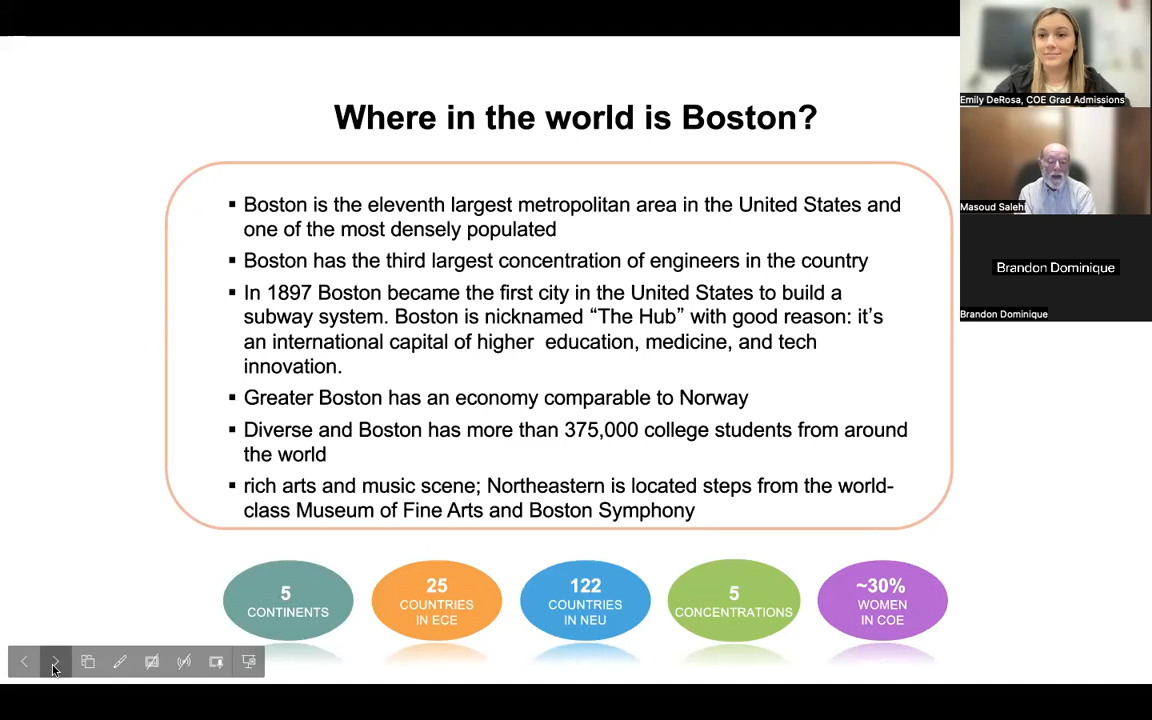 Where in the world is Boston?
▪ Boston is the eleventh largest metropolitan area in the United States and
one of the most densely populated
▪ Boston has the third largest concentration of engineers in the country
▪ In 1897 Boston became the first city in the United States to build a
subway system. Boston is nicknamed “The Hub” with good reason: it’s
an international capital of higher education, medicine, and tech
innovation.
▪ Greater Boston has an economy comparable to Norway
▪ Diverse and Boston has more than 375,000 college students from around
the world
▪ rich arts and music scene; Northeastern is located steps from the world-
class Museum of Fine Arts and Boston Symphony
5
CONTINENTS
25
COUNTRIES
IN ECE
122
COUNTRIES
IN NEU
5
CONCENTRATIONS
~30%
WOMEN
IN COE
Emily DeRosa, COE Grad Admissions
Masoud Salehi
Brandon Dominique
Brandon Dominique